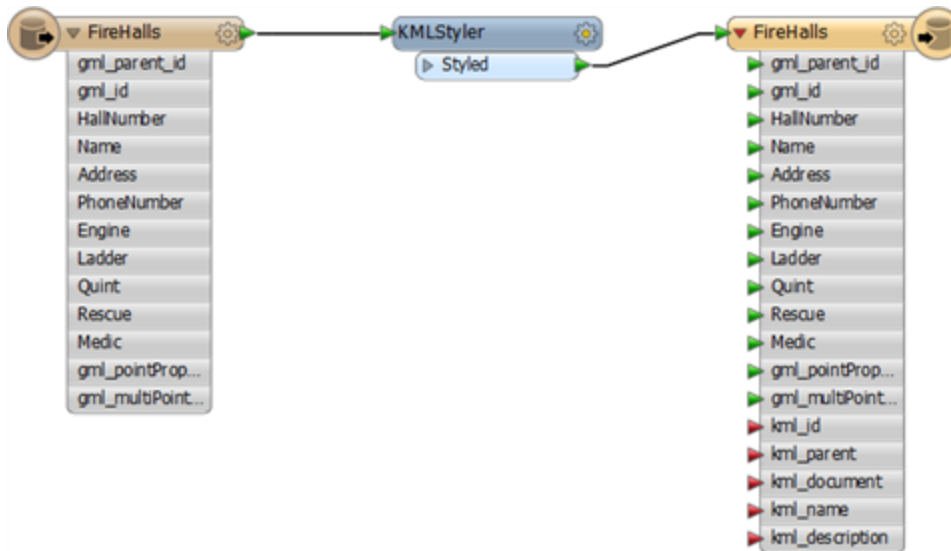 FireHalls
gml_parent_id
gml_id
HallNumber
Name
Address
PhoneNumber
Engine
Ladder
Quint
Rescue
Medic
gml_pointProp...
gml_multiPoint...
KMLStyler
Styled
FireHalls
gml_parent_id
gml_id
HallNumber
Name
Address
PhoneNumber
Engine
Ladder
Quint
Rescue
Medic
gml_pointProp...
gml_multiPoint...
kml_id
kml_parent
kml_document
kml_name
kml_description